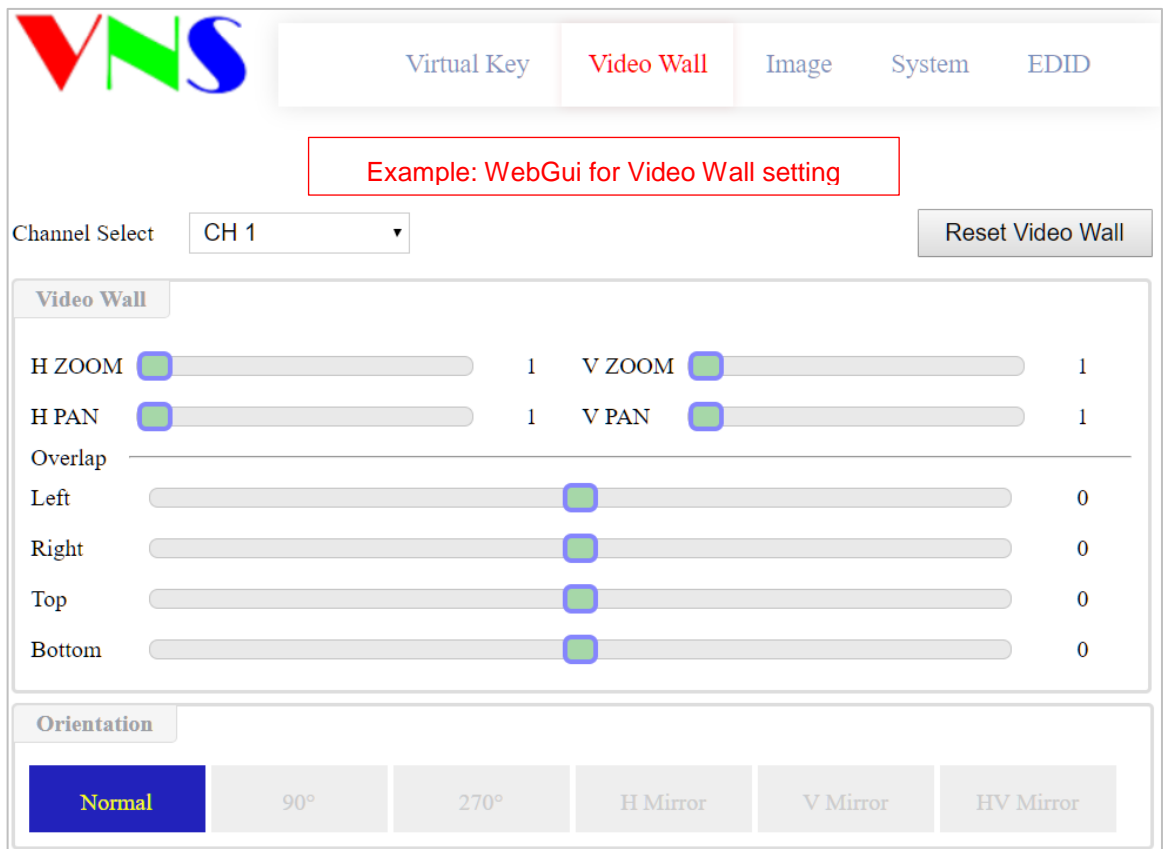 VNS
Virtual Key Video Wall Image System EDID
Example: WebGui for Video Wall setting
Channel Select CH 1 Reset Video Wall
Video Wall
H ZOOM 1 V ZOOM 1
H PAN 1 V PAN 1
Overlap
Left 0
Right 0
Top 0
Bottom 0
Orientation
Normal 90° 270° H Mirror V Mirror HV Mirror